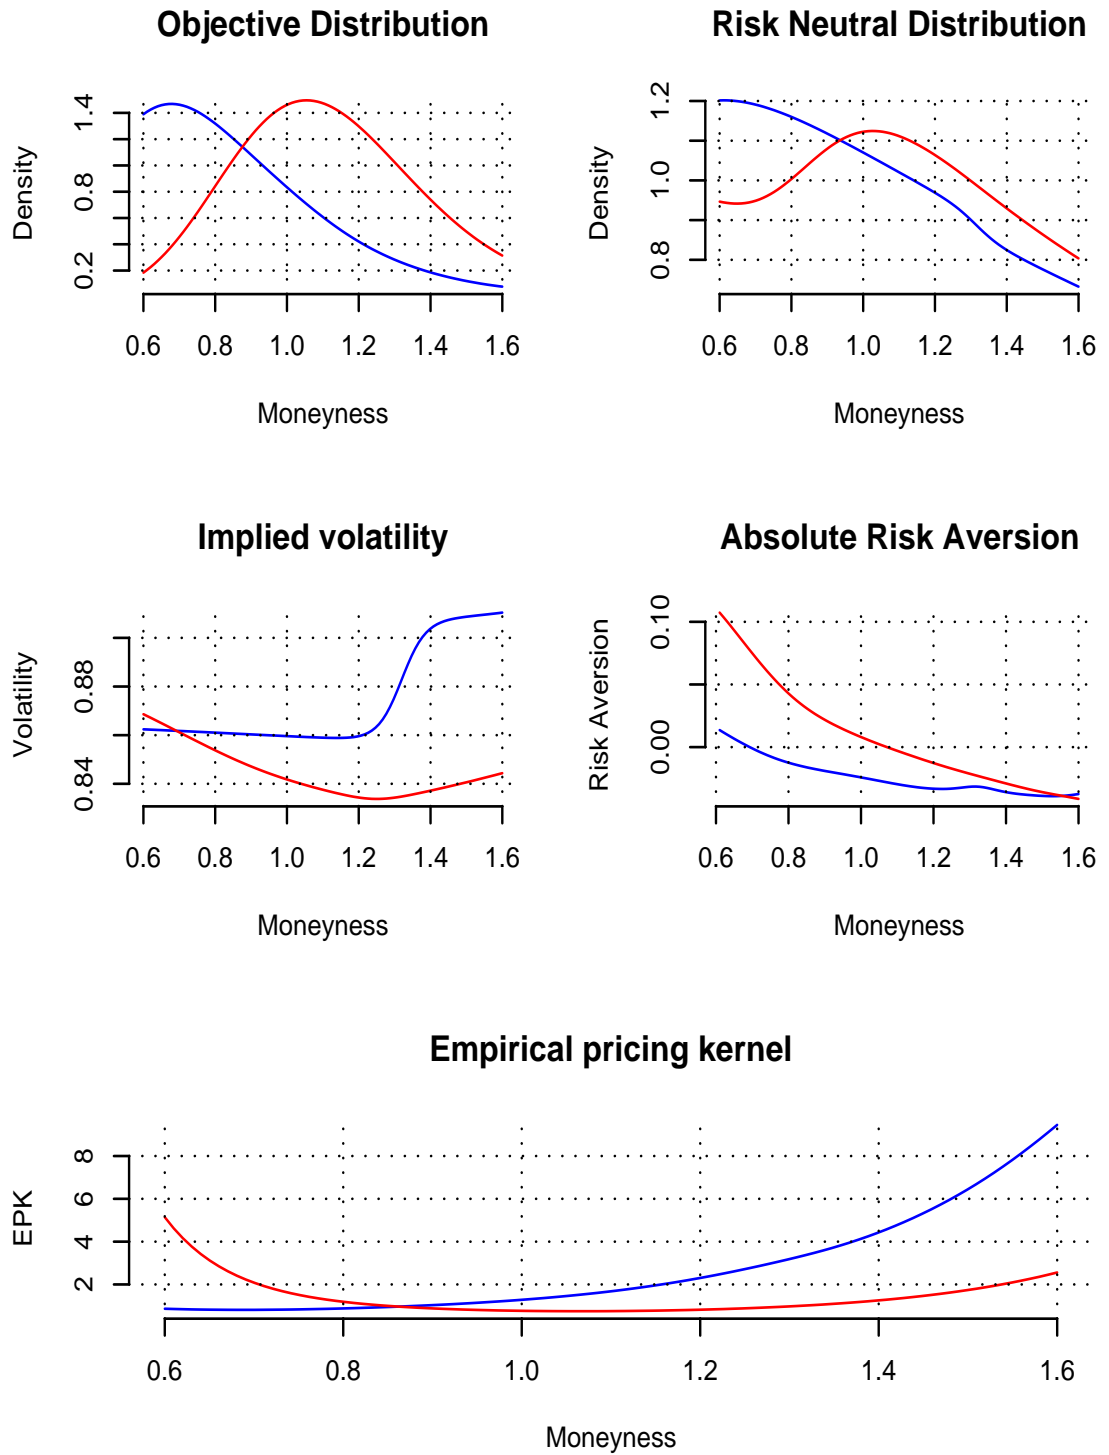 Objective Distribution
Density
0.2 0.8 1.4
0.6 0.8 1.0 1.2 1.4 1.6
Moneyness
Risk Neutral Distribution
Density
0.8 1.0 1.2
0.6 0.8 1.0 1.2 1.4 1.6
Moneyness
Implied volatility
Volatility
0.84 0.88
0.6 0.8 1.0 1.2 1.4 1.6
Moneyness
Absolute Risk Aversion
Risk Aversion
0.00 0.10
0.6 0.8 1.0 1.2 1.4 1.6
Moneyness
Empirical pricing kernel
EPK
2 4 6 8
0.6 0.8 1.0 1.2 1.4 1.6
Moneyness